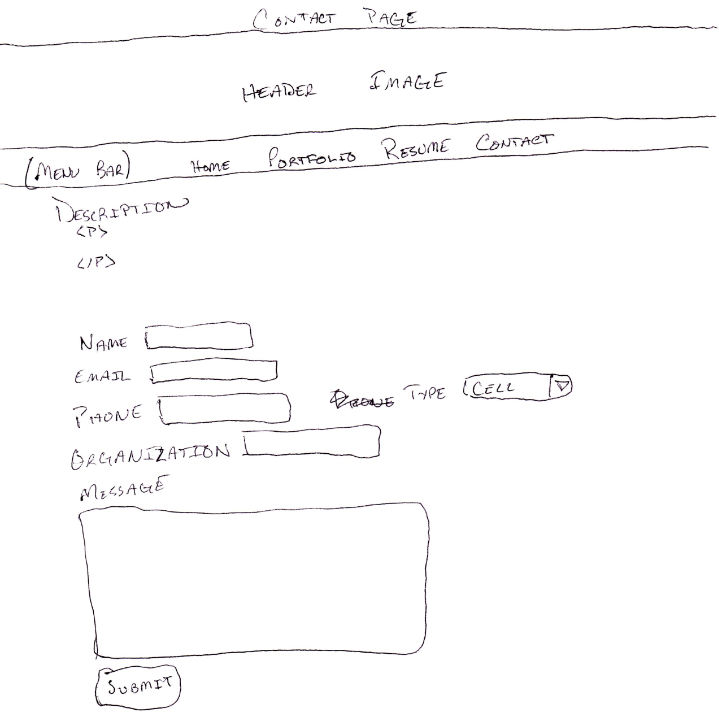 CONTACT PAGE
HEADER IMAGE
(MENU BAR) HOME PORTFOLIO RESUME CONTACT
DESCRIPTION
<P>
</P>
NAME
EMAIL
PHONE PHONE TYPE CELL
ORGANIZATION
MESSAGE
SUBMIT